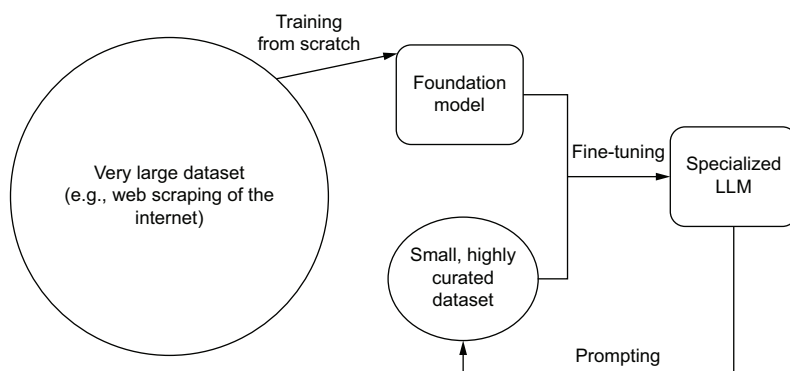 Training
from scratch
Foundation
model
Very large dataset
(e.g., web scraping of the
internet)
Fine-tuning
Specialized
LLM
Small, highly
curated
dataset
Prompting